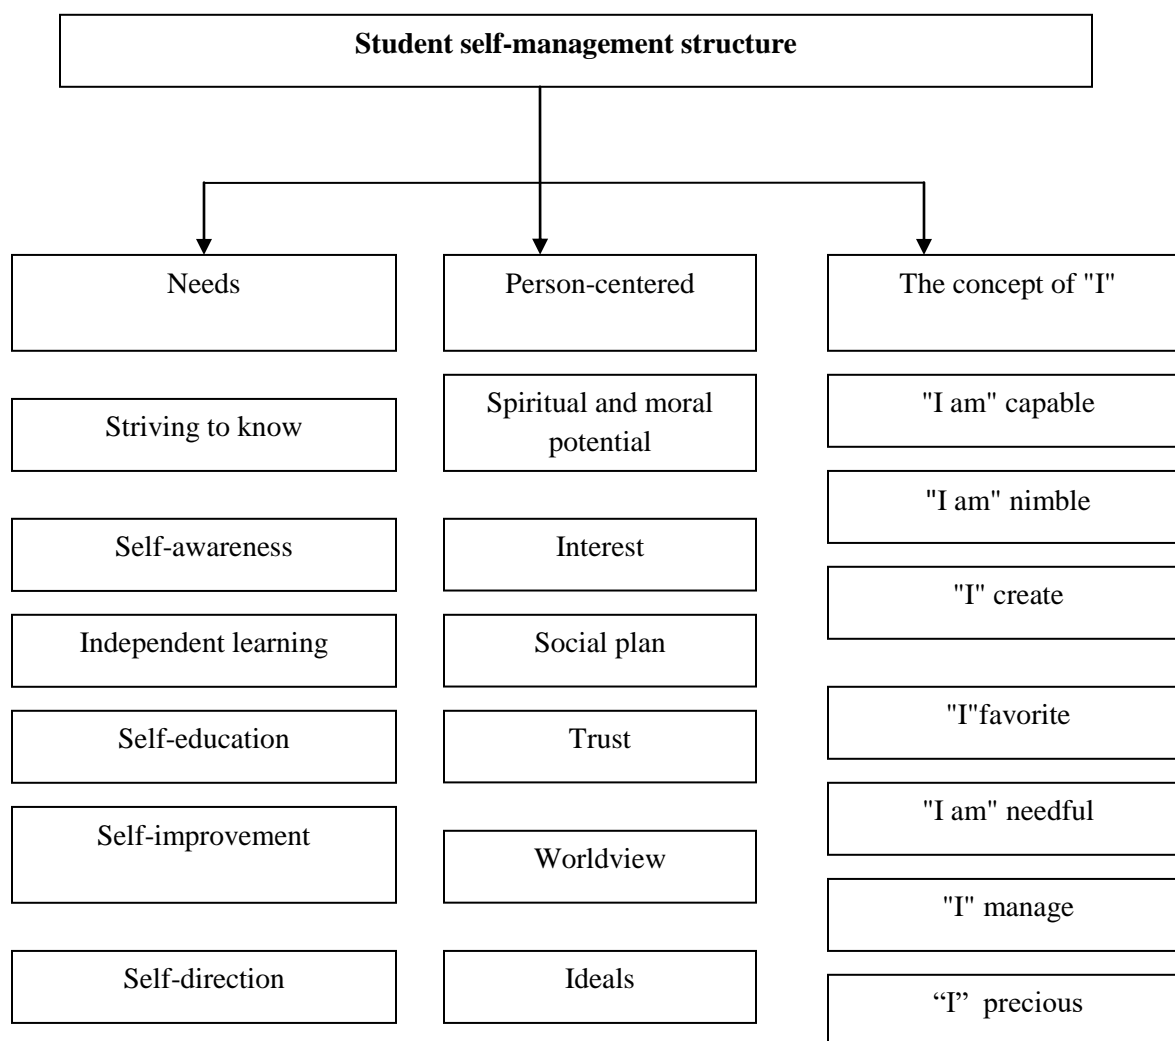 Student self-management structure
Needs
Striving to know
Self-awareness
Independent learning
Self-education
Self-improvement
Self-direction
Person-centered
Spiritual and moral
potential
Interest
Social plan
Trust
Worldview
Ideals
The concept of "I"
"I am" capable
"I am" nimble
"I" create
"I"favorite
"I am" needful
"I" manage
“I” precious